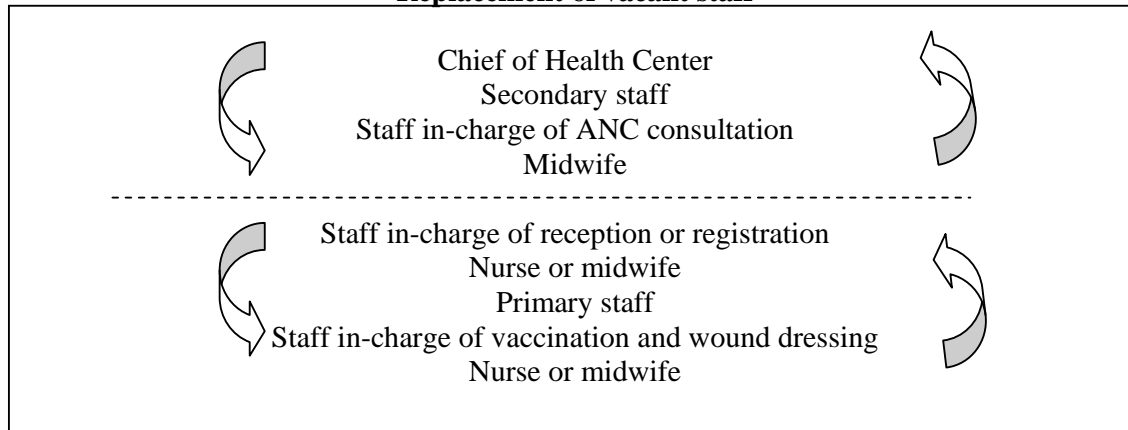 Replacement of vacant staff
Chief of Health Center
Secondary staff
Staff in-charge of ANC consultation
Midwife
Staff in-charge of reception or registration
Nurse or midwife
Primary staff
Staff in-charge of vaccination and wound dressing
Nurse or midwife